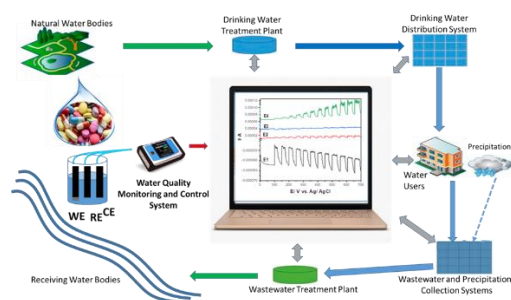 Natural Water Bodies
Drinking Water
Treatment Plant
Drinking Water
Distribution System
E/ V vs. Ag/ AgCl
Water Quality
Monitoring and Control
System
WE RE CE
Water
Users
Precipitation
Receiving Water Bodies
Wastewater Treatment Plant
Wastewater and Precipitation
Collection Systems